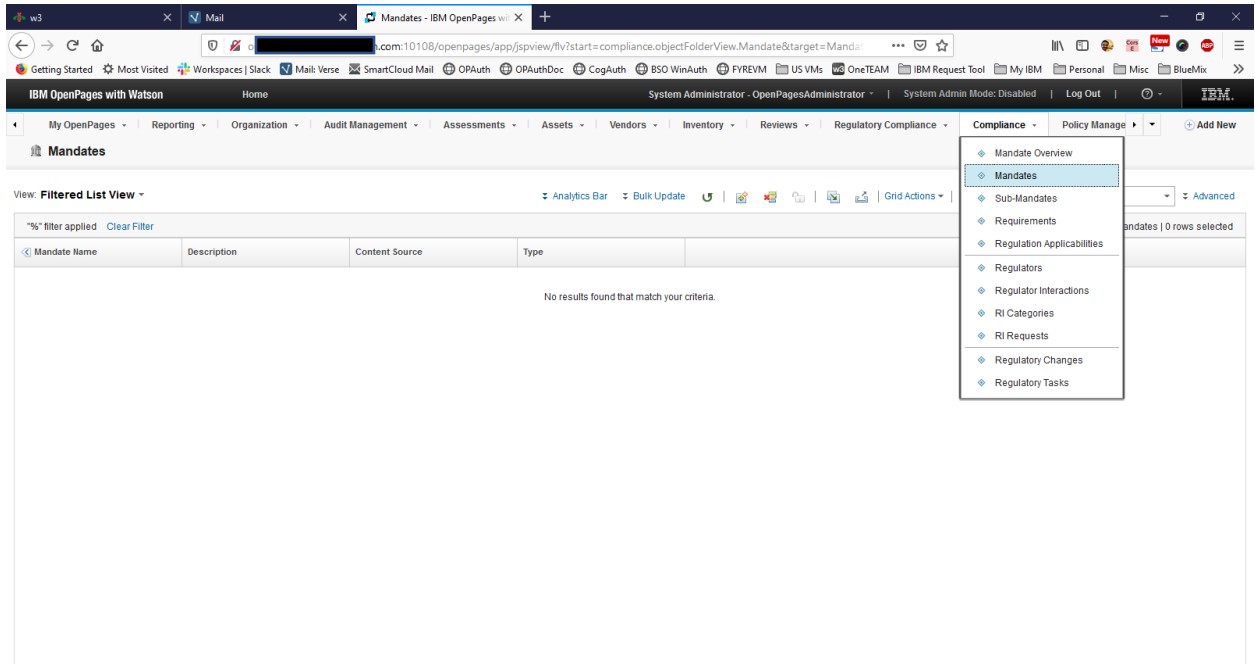 w3 Mail Mandates - IBM OpenPages wit
.com:10108/openpages/app/jspview/flv?start=compliance.objectFolderView.Mandate&target=Manda
Getting Started Most Visited Workspaces | Slack Mail: Verse SmartCloud Mail OPAuth OPAuthDoc CogAuth BSO WinAuth FYREVM US VMs OneTEAM IBM Request Tool My IBM Personal Misc BlueMix
IBM OpenPages with Watson Home System Administrator - OpenPagesAdministrator | System Admin Mode: Disabled | Log Out | IBM.
My OpenPages Reporting Organization Audit Management Assessments Assets Vendors Inventory Reviews Regulatory Compliance Compliance Policy Manage Add New
Mandates
View: Filtered List View Analytics Bar Bulk Update Grid Actions Advanced
"%" filter applied Clear Filter andates | 0 rows selected
Mandate Name Description Content Source Type
No results found that match your criteria.
Mandate Overview
Mandates
Sub-Mandates
Requirements
Regulation Applicabilities
Regulators
Regulator Interactions
RI Categories
RI Requests
Regulatory Changes
Regulatory Tasks